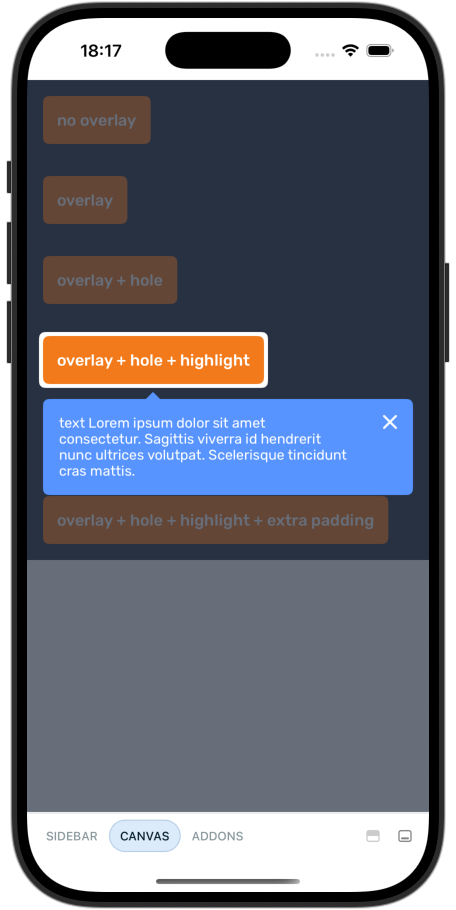 18:17
no overlay
overlay
overlay + hole
overlay + hole + highlight
text Lorem ipsum dolor sit amet
consectetur. Sagittis viverra id hendrerit
nunc ultrices volutpat. Scelerisque tincidunt
cras mattis.
overlay + hole + highlight + extra padding
SIDEBAR CANVAS ADDONS